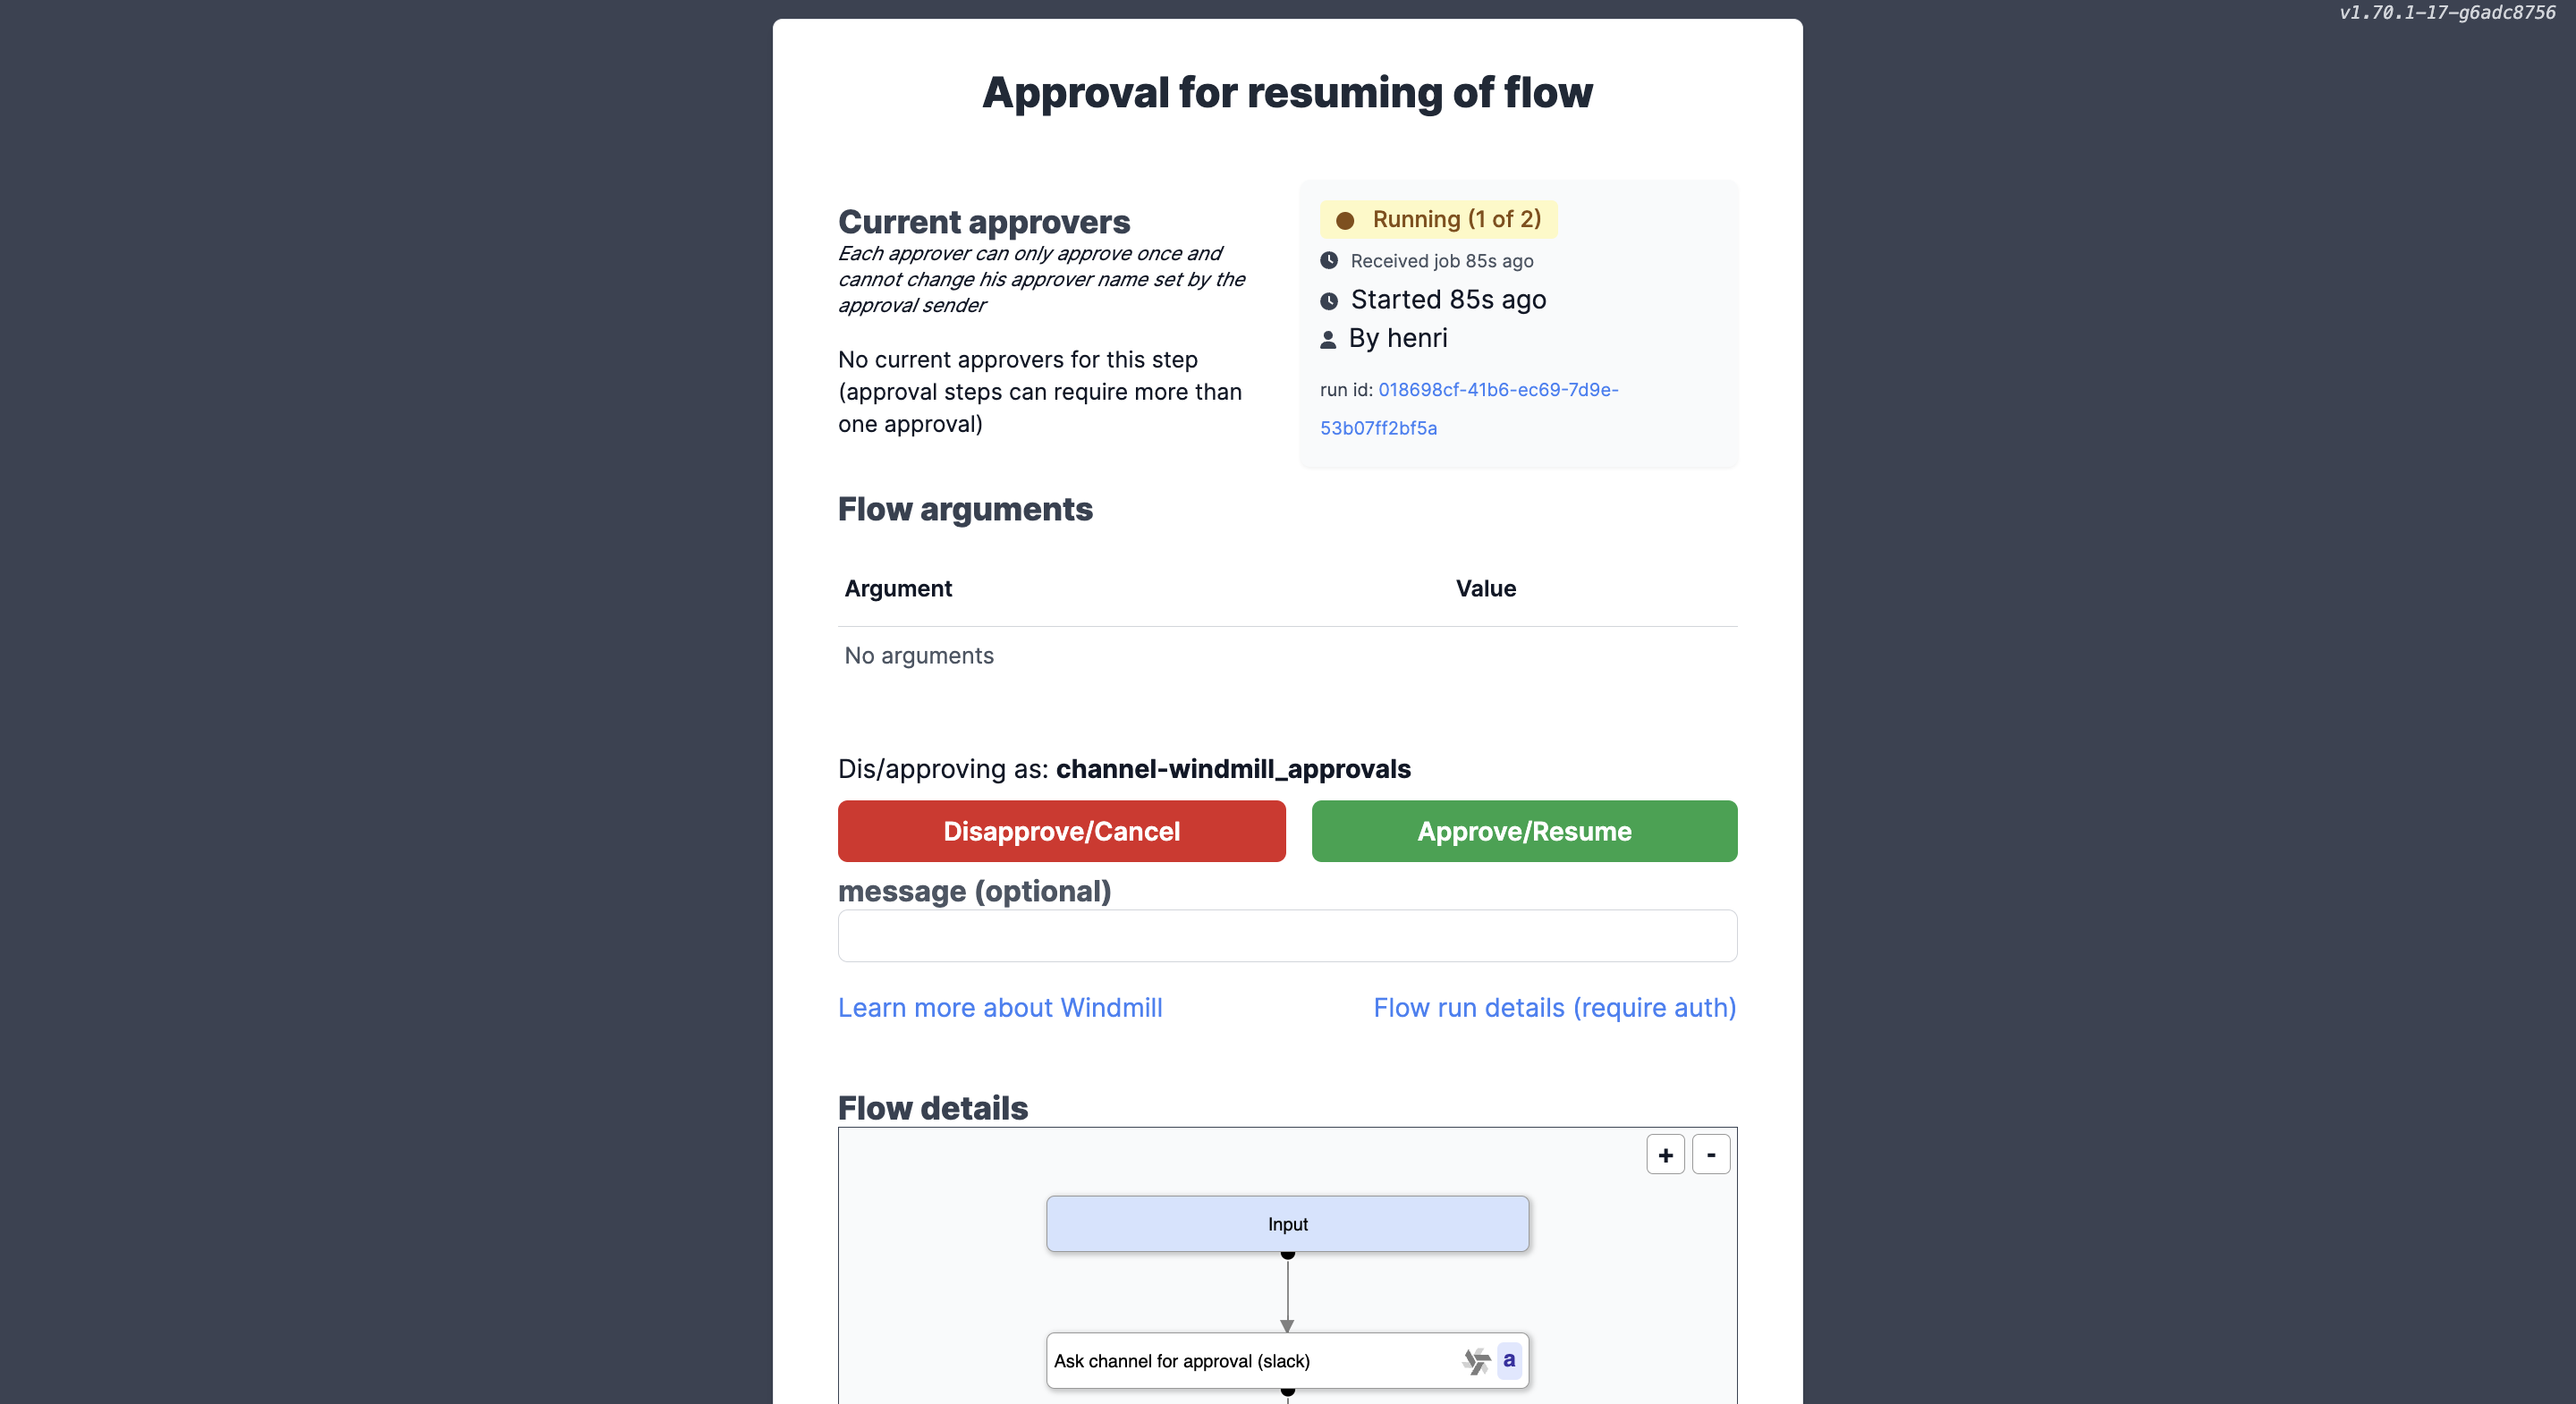 v1.70.1-17-g6adc8756
Approval for resuming of flow
Current approvers
Each approver can only approve once and
cannot change his approver name set by the
approval sender
No current approvers for this step
(approval steps can require more than
one approval)
Running (1 of 2)
Received job 85s ago
Started 85s ago
By henri
run id: 018698cf-41b6-ec69-7d9e-
53b07ff2bf5a
Flow arguments
Argument Value
No arguments
Dis/approving as: channel-windmill_approvals
Disapprove/Cancel Approve/Resume
message (optional)
Learn more about Windmill Flow run details (require auth)
Flow details
+ -
Input
Ask channel for approval (slack) a